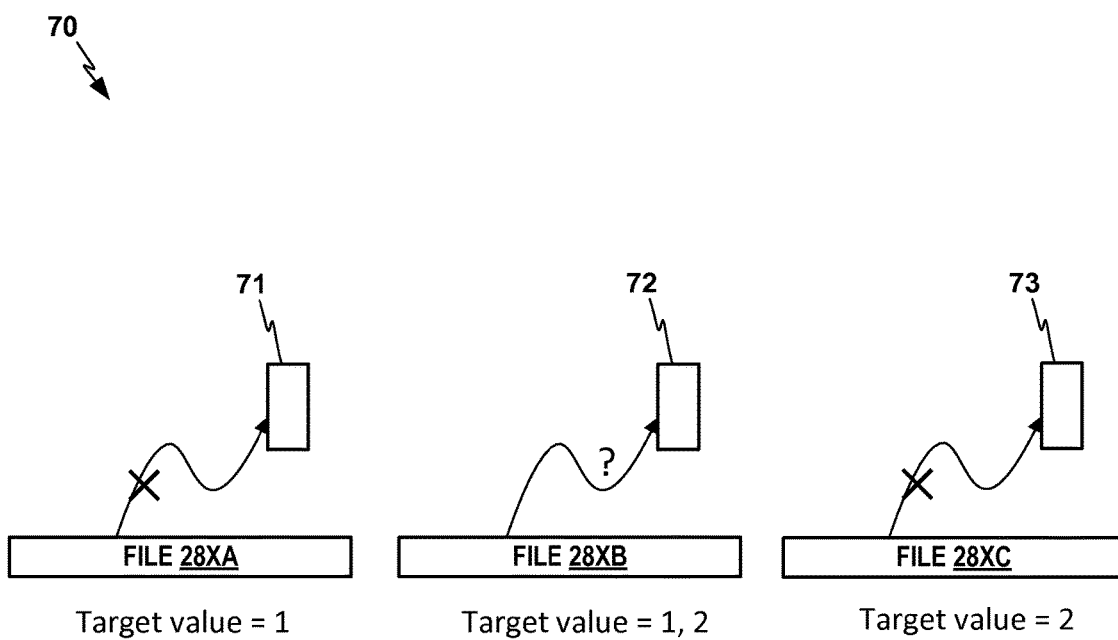 70
71 72 73
?
FILE 28XA FILE 28XB FILE 28XC
Target value = 1 Target value = 1, 2 Target value = 2